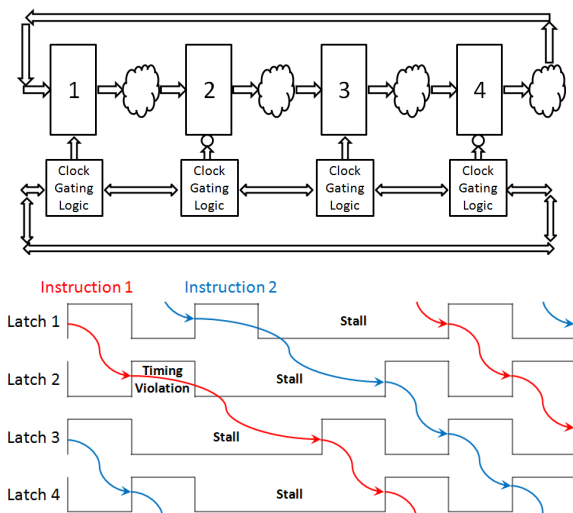 1
2
3
4
Clock
Gating
Logic
Clock
Gating
Logic
Clock
Gating
Logic
Clock
Gating
Logic
Instruction 1
Instruction 2
Latch 1
Stall
Latch 2
Timing
Violation
Stall
Latch 3
Stall
Latch 4
Stall